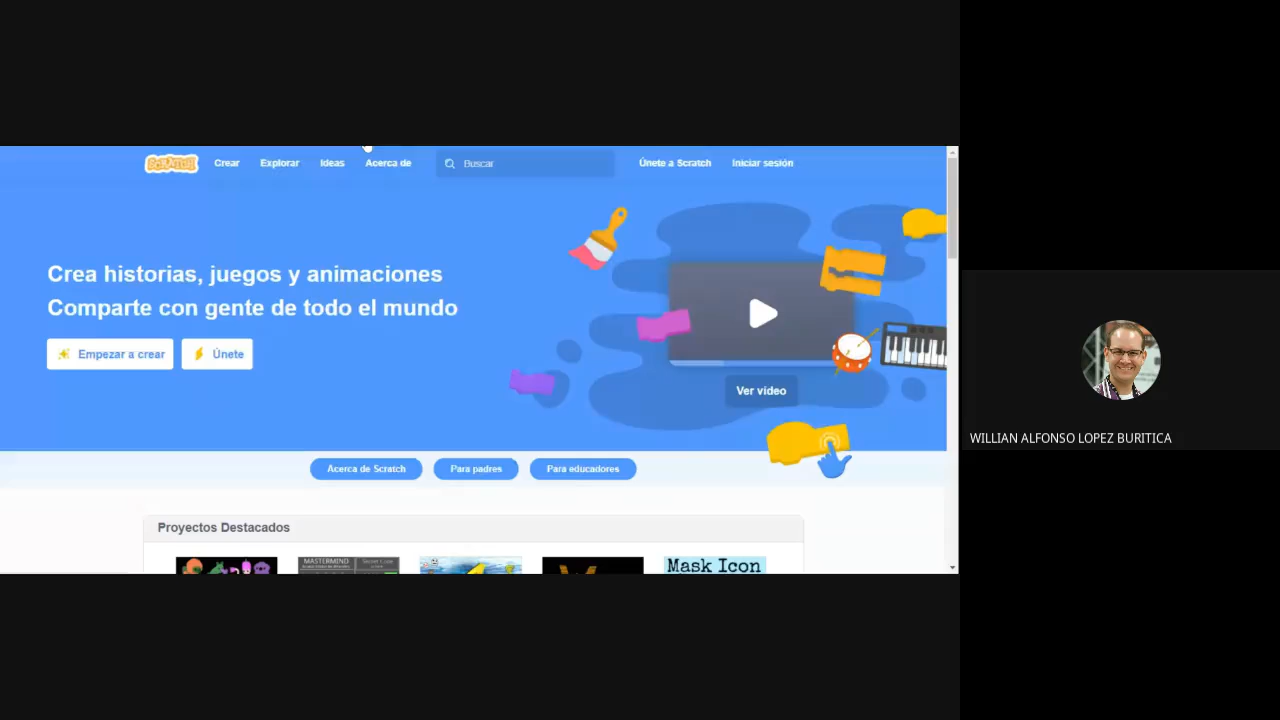 SCRATCH Crear Explorar Ideas Acerca de Buscar Únete a Scratch Iniciar sesión
Crea historias, juegos y animaciones
Comparte con gente de todo el mundo
Empezar a crear Únete
Ver vídeo
Acerca de Scratch Para padres Para educadores
Proyectos Destacados
MASTERMIND
Mask Icon
WILLIAN ALFONSO LOPEZ BURITICA